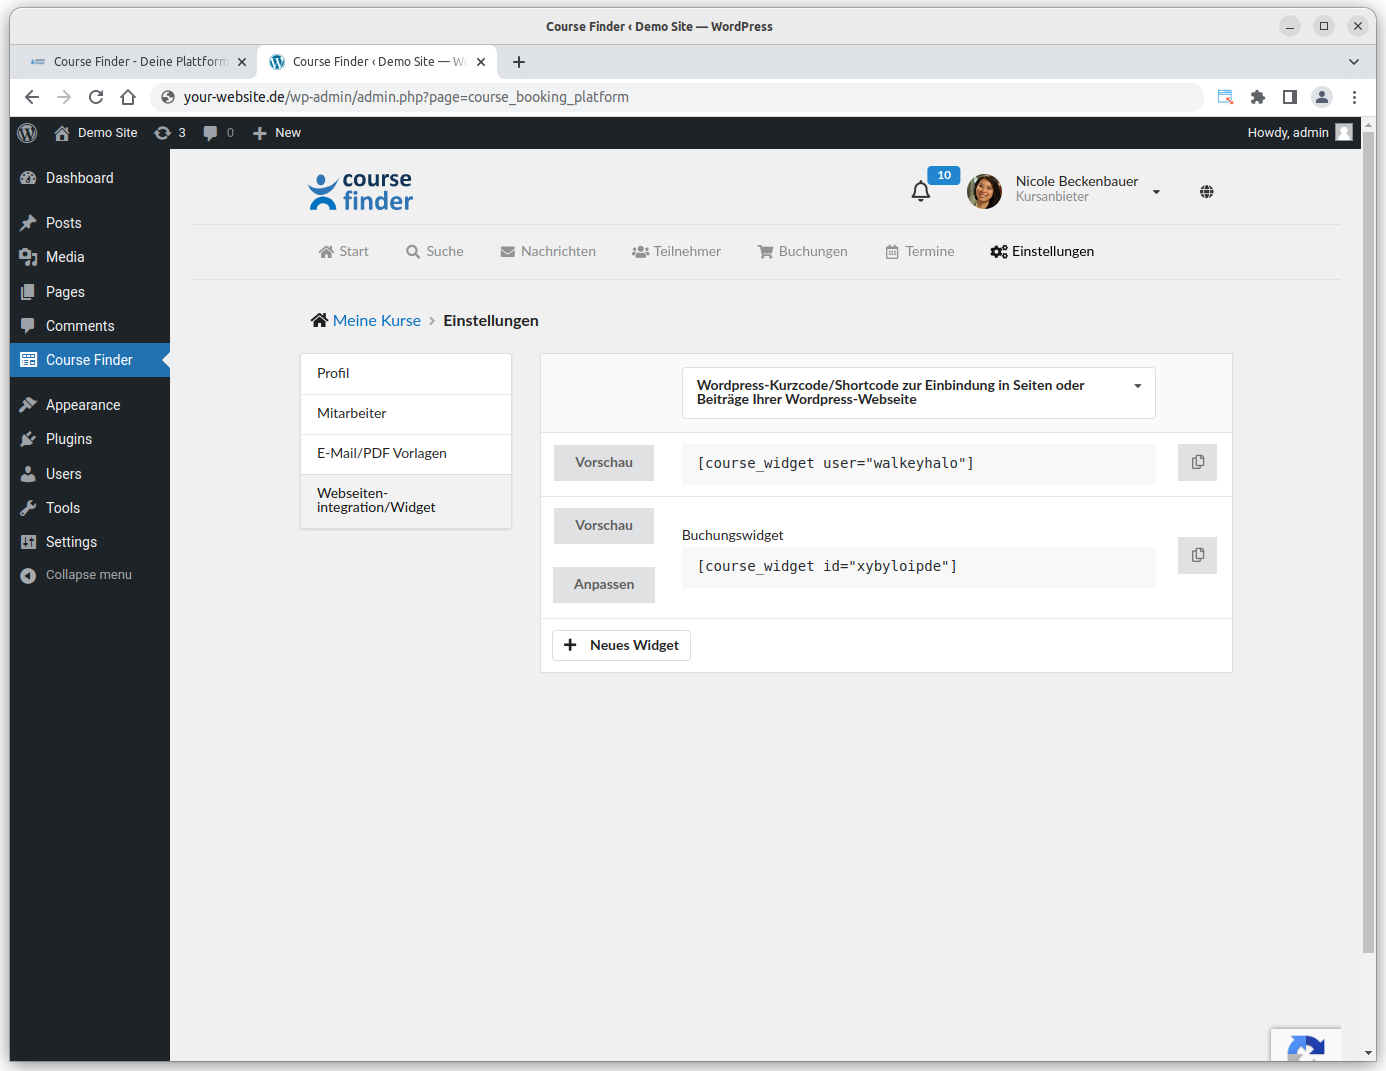 Course Finder ‹ Demo Site — WordPress
Course Finder - Deine Plattform
Course Finder ‹ Demo Site — Wo
your-website.de/wp-admin/admin.php?page=course_booking_platform
Demo Site
3
0
New
Howdy, admin
Dashboard
Posts
Media
Pages
Comments
Course Finder
Appearance
Plugins
Users
Tools
Settings
Collapse menu
course
finder
10
Nicole Beckenbauer
Kursanbieter
Start
Suche
Nachrichten
Teilnehmer
Buchungen
Termine
Einstellungen
Meine Kurse
Einstellungen
Profil
Mitarbeiter
E-Mail/PDF Vorlagen
Webseiten-
integration/Widget
Wordpress-Kurzcode/Shortcode zur Einbindung in Seiten oder
Beiträge Ihrer Wordpress-Webseite
Vorschau
[course_widget user="walkeyhalo"]
Vorschau
Buchungswidget
[course_widget id="xybyloipde"]
Anpassen
Neues Widget